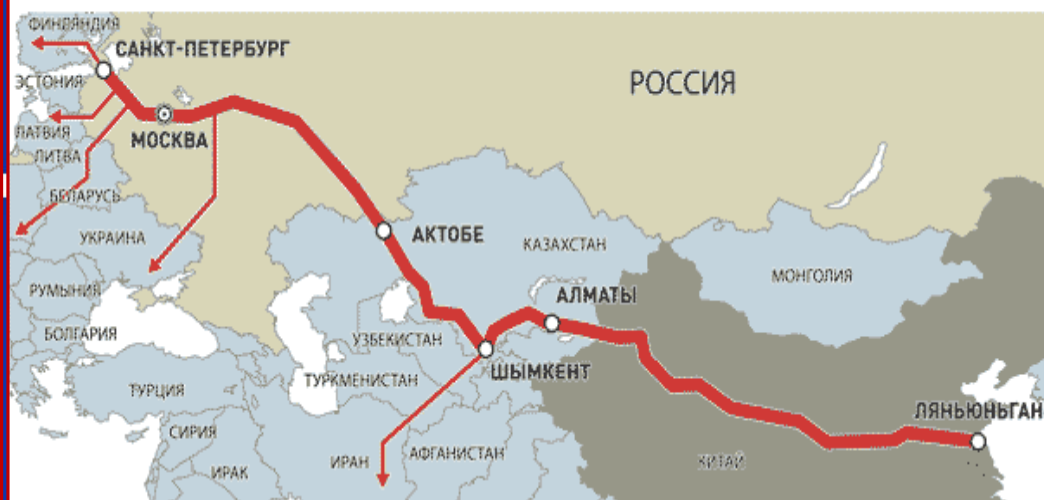 ФИНЛЯНДИЯ
САНКТ-ПЕТЕРБУРГ
ЭСТОНИЯ
РОССИЯ
ЛАТВИЯ
МОСКВА
ЛИТВА
БЕЛАРУСЬ
УКРАИНА
АКТОБЕ
КАЗАХСТАН
МОНГОЛИЯ
РУМЫНИЯ
АЛМАТЫ
БОЛГАРИЯ
УЗБЕКИСТАН
ШЫМКЕНТ
ТУРКМЕНИСТАН
ТУРЦИЯ
ЛЯНЬЮНЬГАН
СИРИЯ
АФГАНИСТАН
ИРАН
КИТАЙ
ИРАК